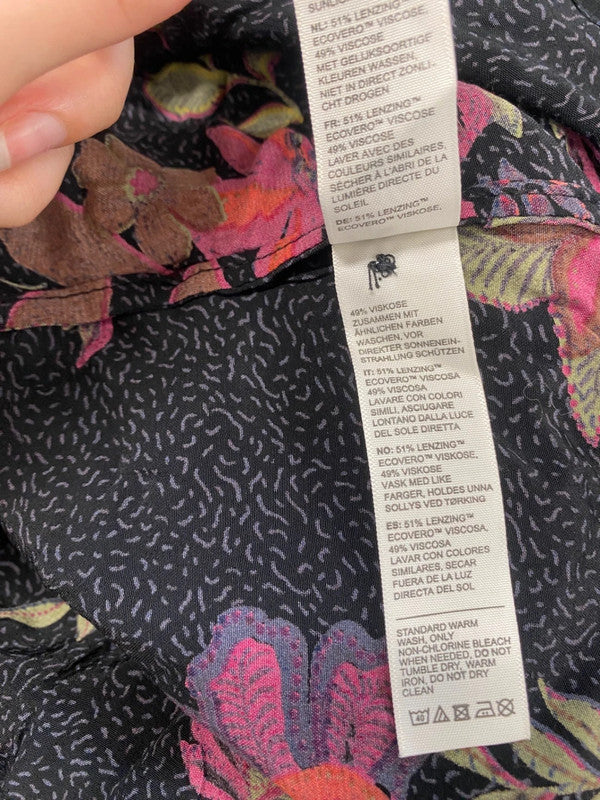 SUNLIG
NL: 51% LENZING™
ECOVERO™ VISCOSE,
49% VISCOSE
MET GELIJKSOORTIGE
KLEUREN WASSEN,
NIET IN DIRECT ZONLI-
CHT DROGEN
FR: 51% LENZING™
ECOVERO™ VISCOSE,
49% VISCOSE
LAVER AVEC DES
COULEURS SIMILAIRES,
SÉCHER À L'ABRI DE LA
LUMIÈRE DIRECTE DU
SOLEIL
DE: 51% LENZING™
ECOVERO™ VISKOSE,
49% VISKOSE
ZUSAMMEN MIT
ÄHNLICHEN FARBEN
WASCHEN, VOR
DIREKTER SONNENEIN-
STRAHLUNG SCHÜTZEN
IT: 51% LENZING™
ECOVERO™ VISCOSA
49% VISCOSA
LAVARE CON COLORI
SIMILI, ASCIUGARE
LONTANO DALLA LUCE
DEL SOLE DIRETTA
NO: 51% LENZING™
ECOVERO™ VISKOSE,
49% VISKOSE
VASK MED LIKE
FARGER, HOLDES UNNA
SOLLYS VED TØRKING
ES: 51% LENZING™
ECOVERO™ VISCOSA,
49% VISCOSA
LAVAR CON COLORES
SIMILARES, SECAR
FUERA DE LA LUZ
DIRECTA DEL SOL
STANDARD WARM
WASH, ONLY
NON-CHLORINE BLEACH
WHEN NEEDED, DO NOT
TUMBLE DRY, WARM
IRON, DO NOT DRY
CLEAN
40